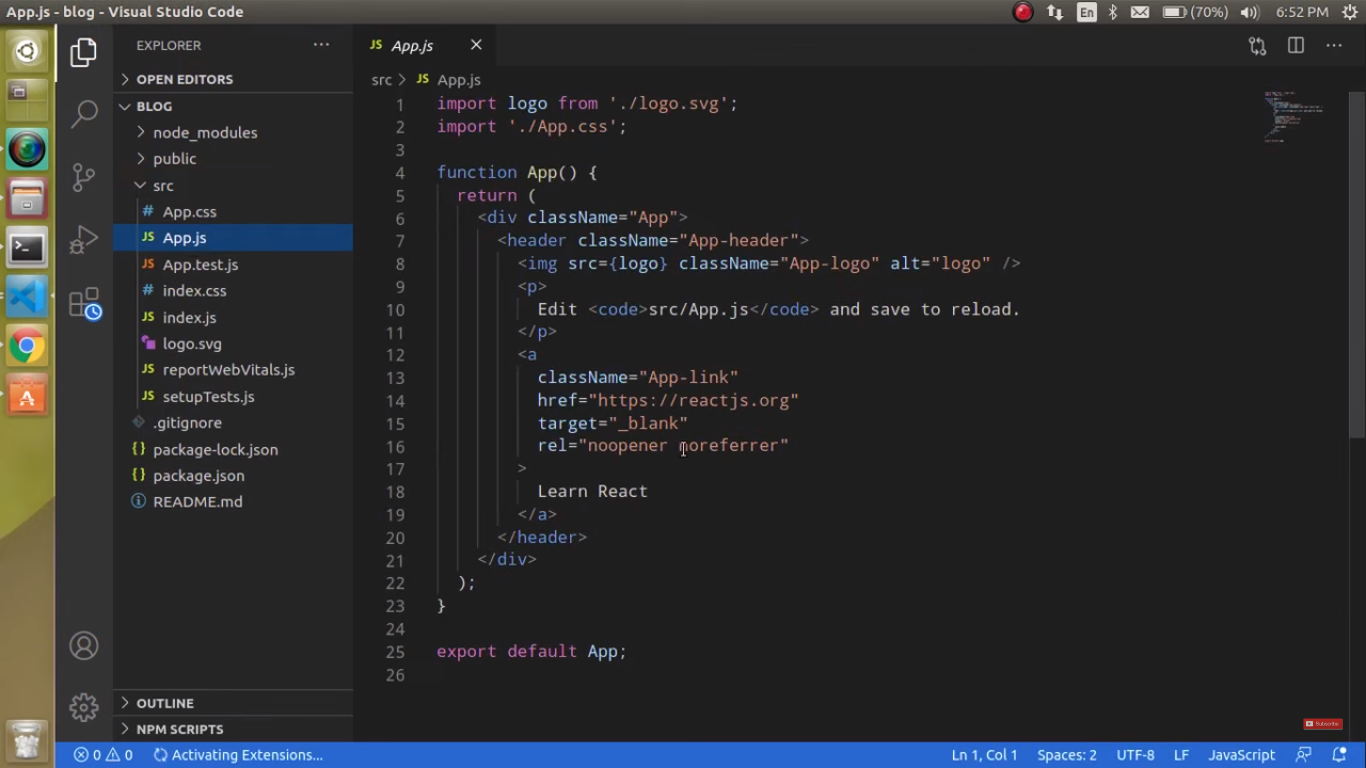 App.js - blog - Visual Studio Code
En
(70%)
6:52 PM
EXPLORER
OPEN EDITORS
BLOG
node_modules
public
src
# App.css
JS App.js
JS App.test.js
# index.css
JS index.js
logo.svg
JS reportWebVitals.js
JS setupTests.js
.gitignore
{} package-lock.json
{} package.json
README.md
OUTLINE
NPM SCRIPTS
JS App.js
src > JS App.js
1 import logo from './logo.svg';
2 import './App.css';
3
4 function App() {
5 return (
6 <div className="App">
7 <header className="App-header">
8 <img src={logo} className="App-logo" alt="logo" />
9 <p>
10 Edit <code>src/App.js</code> and save to reload.
11 </p>
12 <a
13 className="App-link"
14 href="https://reactjs.org"
15 target="_blank"
16 rel="noopener noreferrer"
17 >
18 Learn React
19 </a>
20 </header>
21 </div>
22 );
23 }
24
25 export default App;
26
Subscribe
0 0 Activating Extensions...
Ln 1, Col 1 Spaces: 2 UTF-8 LF JavaScript